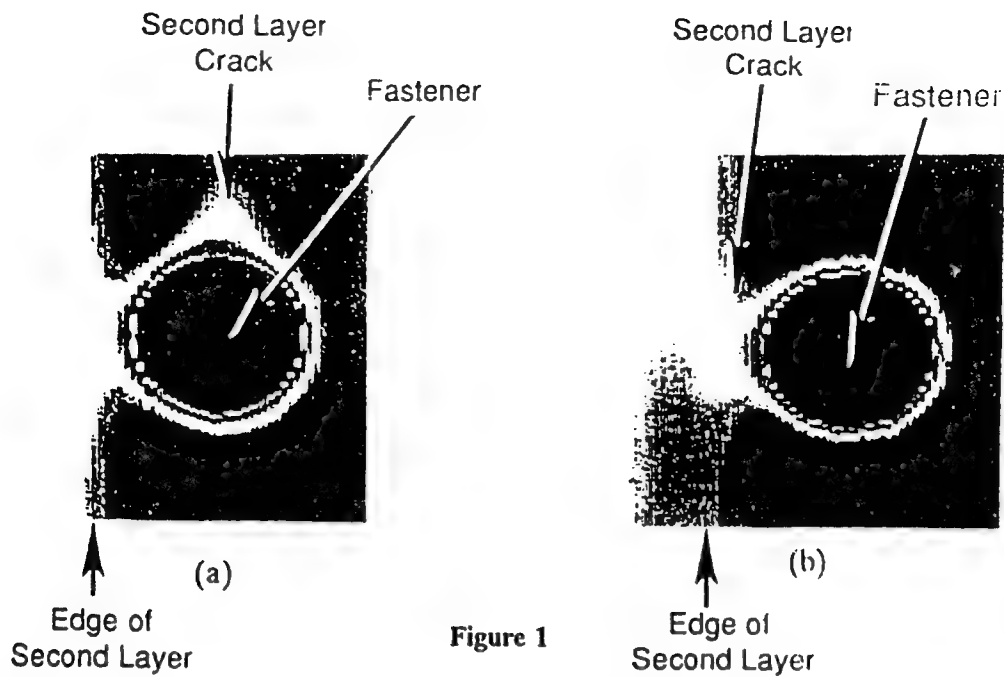 Second Layer
Crack
Fastener
Second Layer
Crack
Fastener
(a)
(b)
Edge of
Second Layer
Figure 1
Edge of
Second Layer